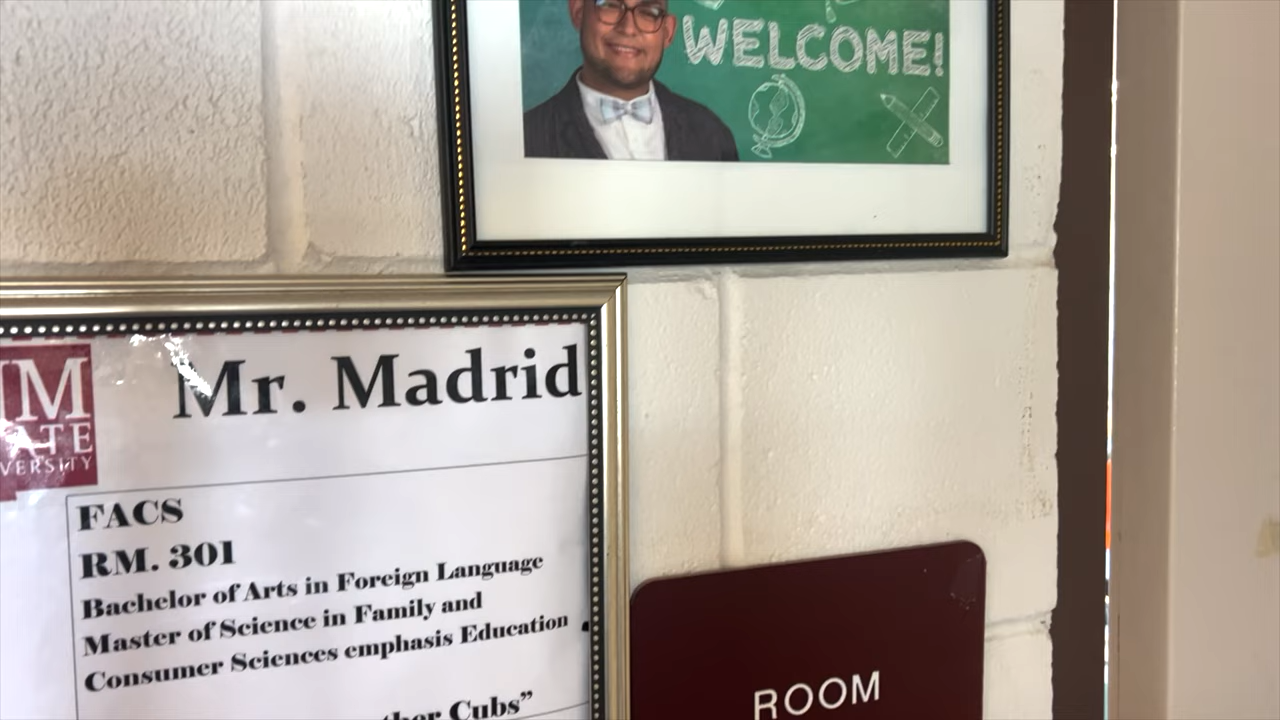 WELCOME!
Mr. Madrid
FACS
RM. 301
Bachelor of Arts in Foreign Language
Master of Science in Family and
Consumer Sciences emphasis Education
Cubs”
ROOM